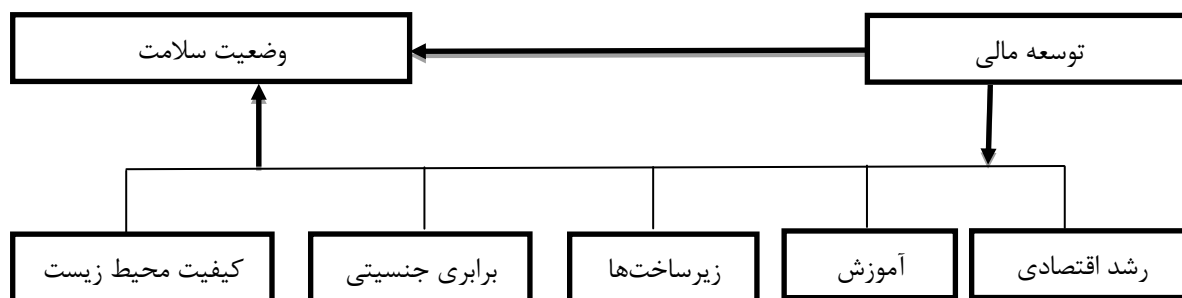 توسعه مالی
وضعیت سلامت
رشد اقتصادی
آموزش
زیرساخت‌ها
برابری جنسیتی
کیفیت محیط زیست